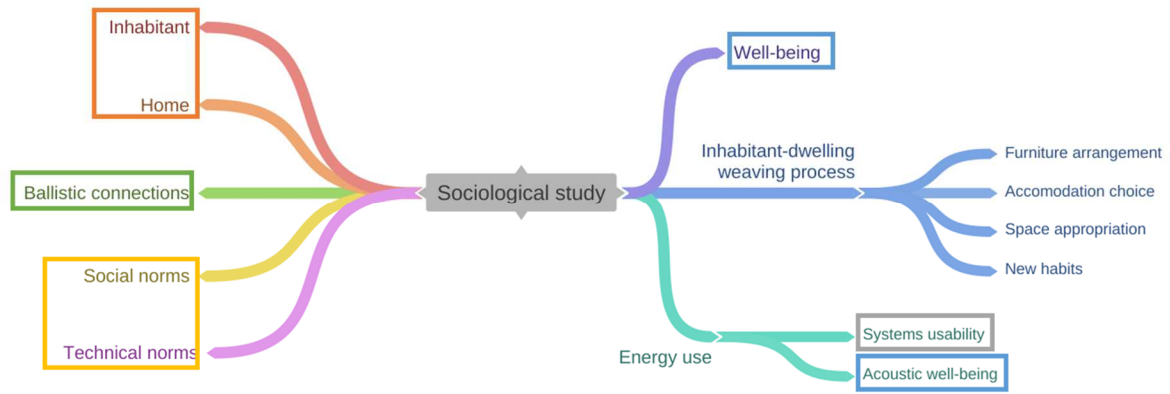 Inhabitant
Home
Ballistic connections
Social norms
Technical norms
Sociological study
Well-being
Inhabitant-dwelling
weaving process
Furniture arrangement
Accomodation choice
Space appropriation
New habits
Energy use
Systems usability
Acoustic well-being